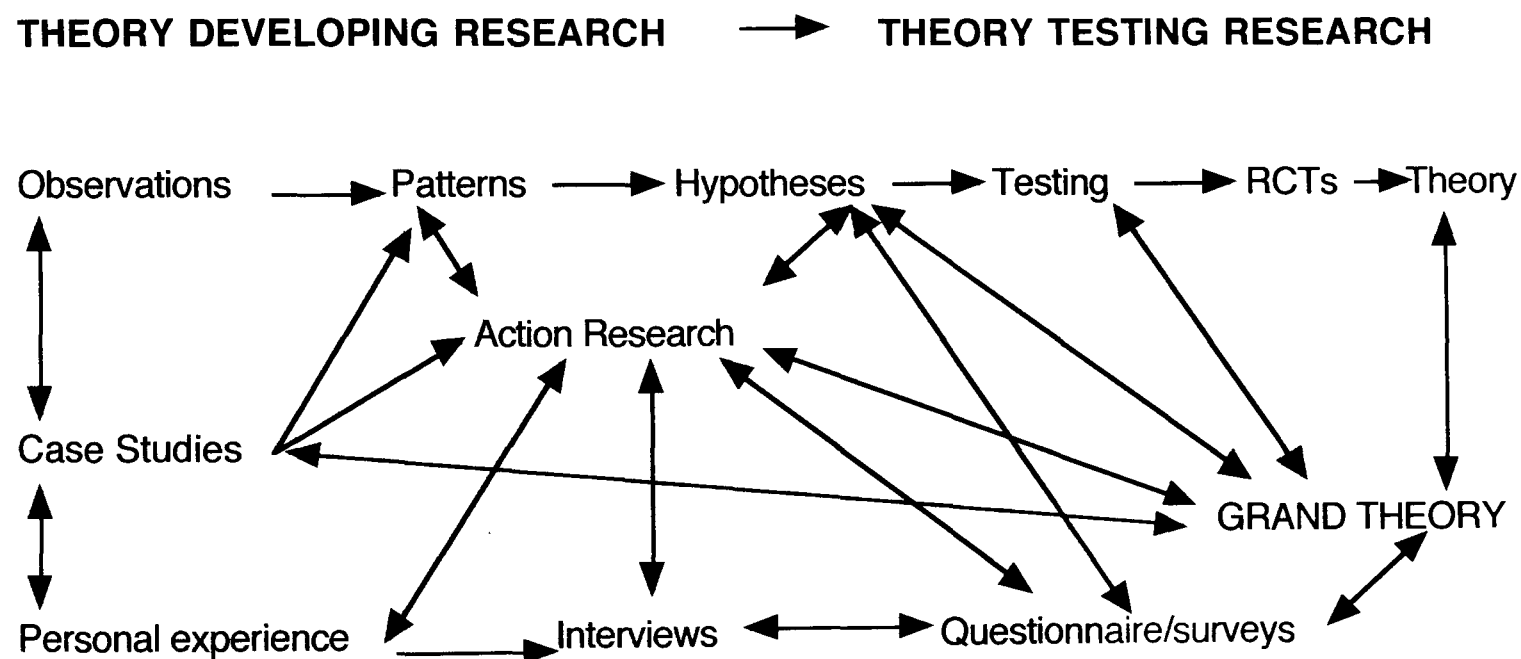 THEORY DEVELOPING RESEARCH THEORY TESTING RESEARCH
Observations Patterns Hypotheses Testing RCTs Theory
Action Research
Case Studies
GRAND THEORY
Personal experience Interviews Questionnaire/surveys